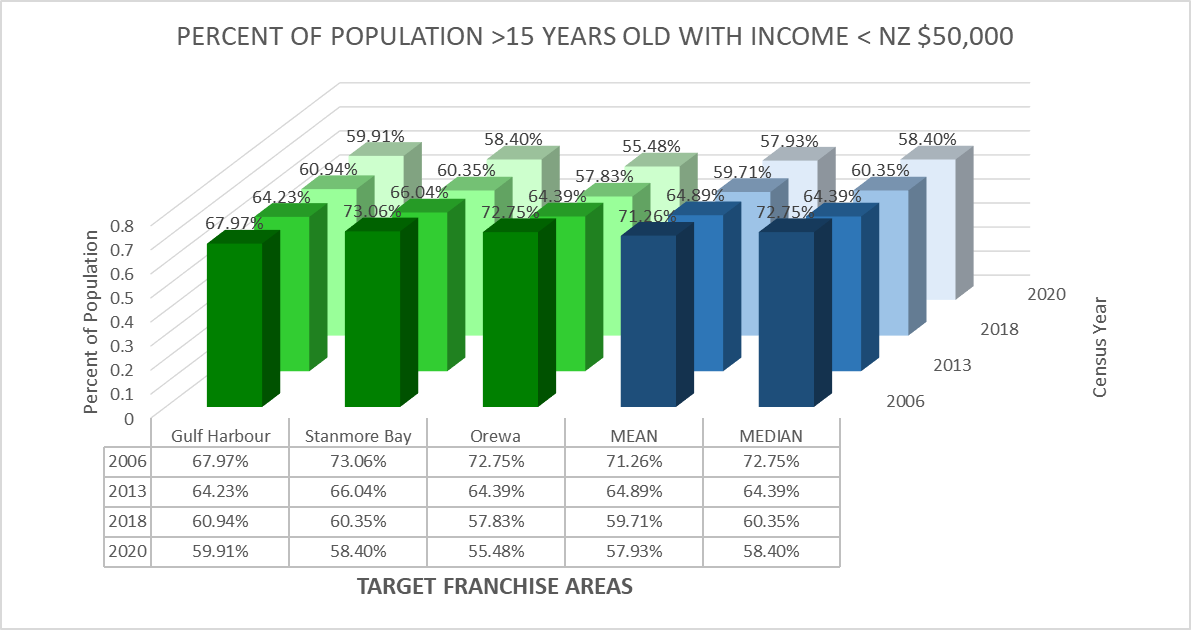 PERCENT OF POPULATION >15 YEARS OLD WITH INCOME < NZ $50,000
59.91% 58.40% 55.48% 57.93% 58.40%
60.94% 60.35% 57.83% 59.71% 60.35%
64.23% 66.04% 64.39% 64.89% 64.39%
67.97% 73.06% 72.75% 71.26% 72.75%
Percent of Population
0.8
0.7
0.6
0.5
0.4
0.3
0.2
0.1
0
2020
2018
2013
2006
Census Year
Gulf Harbour Stanmore Bay Orewa MEAN MEDIAN
2006 67.97% 73.06% 72.75% 71.26% 72.75%
2013 64.23% 66.04% 64.39% 64.89% 64.39%
2018 60.94% 60.35% 57.83% 59.71% 60.35%
2020 59.91% 58.40% 55.48% 57.93% 58.40%
TARGET FRANCHISE AREAS